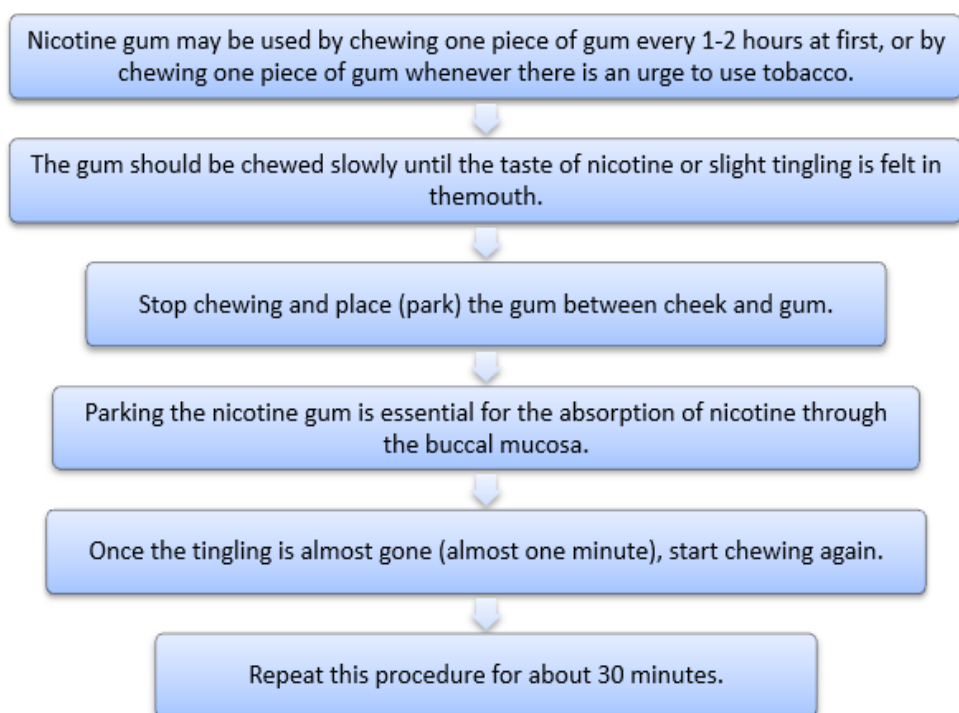 Nicotine gum may be used by chewing one piece of gum every 1-2 hours at first, or by
chewing one piece of gum whenever there is an urge to use tobacco.
The gum should be chewed slowly until the taste of nicotine or slight tingling is felt in
themouth.
Stop chewing and place (park) the gum between cheek and gum.
Parking the nicotine gum is essential for the absorption of nicotine through
the buccal mucosa.
Once the tingling is almost gone (almost one minute), start chewing again.
Repeat this procedure for about 30 minutes.